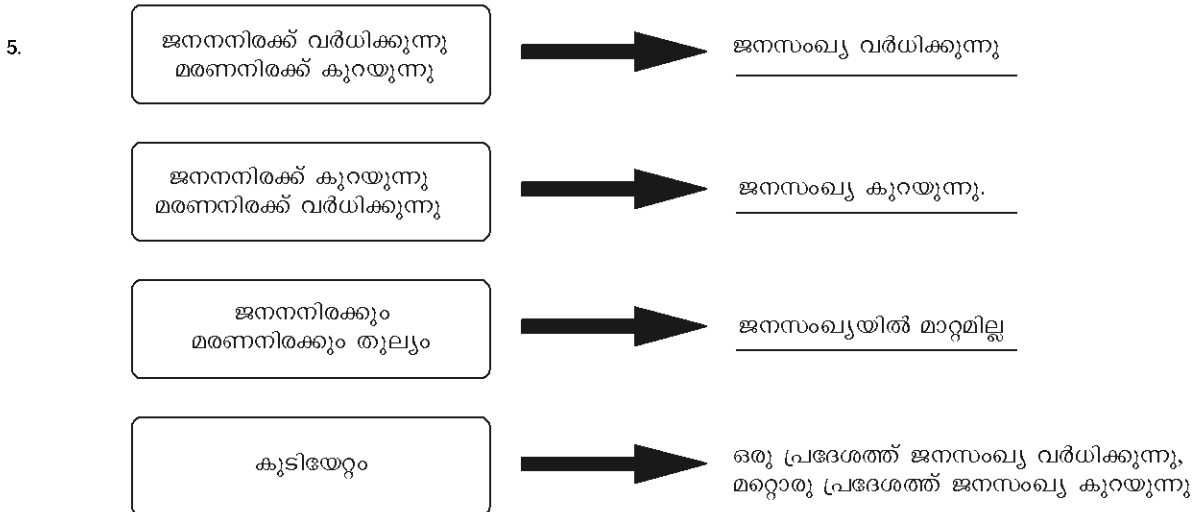 5.
ജനനനിരക്ക് വർധിക്കുന്നു
മരണനിരക്ക് കുറയുന്നു
ജനസംഖ്യ വർധിക്കുന്നു
ജനനനിരക്ക് കുറയുന്നു
മരണനിരക്ക് വർധിക്കുന്നു
ജനസംഖ്യ കുറയുന്നു.
ജനനനിരക്കും
മരണനിരക്കും തുല്യം
ജനസംഖ്യയിൽ മാറ്റമില്ല
കുടിയേറ്റം
ഒരു പ്രദേശത്ത് ജനസംഖ്യ വർധിക്കുന്നു,
മറ്റൊരു പ്രദേശത്ത് ജനസംഖ്യ കുറയുന്നു